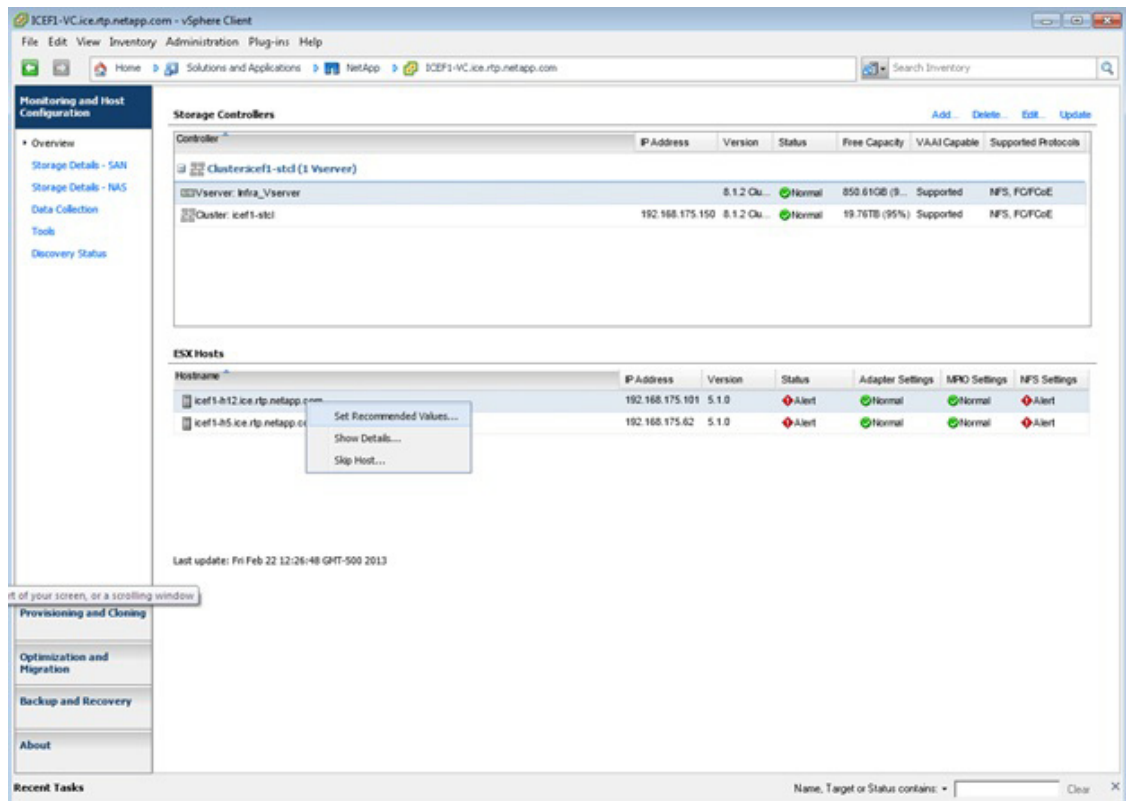 ICEF1-VC.ice.rtp.netapp.com - vSphere Client
File Edit View Inventory Administration Plug-ins Help
Home Solutions and Applications NetApp ICEF1-VC.ice.rtp.netapp.com Search Inventory
Monitoring and Host Configuration
Overview
Storage Details - SAN
Storage Details - NAS
Data Collection
Tools
Discovery Status
Storage Controllers Add... Delete... Edit... Update
Controller IP Address Version Status Free Capacity VAAI Capable Supported Protocols
Cluster:icef1-stcl (1 Vserver)
Vserver: Infra_Vserver 8.1.2 Clu... Normal 850.61GB (9... Supported NFS, FC/FCoE
Cluster: icef1-stcl 192.168.175.150 8.1.2 Clu... Normal 19.76TB (95%) Supported NFS, FC/FCoE
ESX Hosts
Hostname IP Address Version Status Adapter Settings MPIO Settings NFS Settings
icef1-h12.ice.rtp.netapp.com 192.168.175.101 5.1.0 Alert Normal Normal Alert
icef1-h5.ice.rtp.netapp.co 192.168.175.62 5.1.0 Alert Normal Normal Alert
Set Recommended Values...
Show Details...
Skip Host...
Last update: Fri Feb 22 12:26:48 GMT-500 2013
rt of your screen, or a scrolling window
Provisioning and Cloning
Optimization and Migration
Backup and Recovery
About
Recent Tasks Name, Target or Status contains: Clear